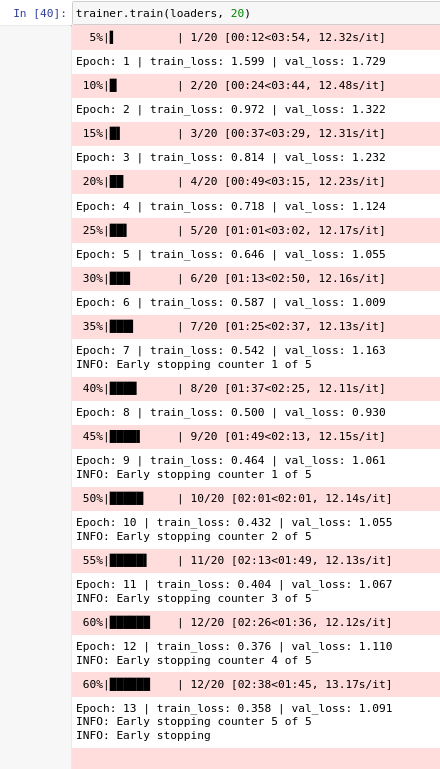 In [40]: trainer.train(loaders, 20)
5%|▌ | 1/20 [00:12<03:54, 12.32s/it]
Epoch: 1 | train_loss: 1.599 | val_loss: 1.729
10%|█ | 2/20 [00:24<03:44, 12.48s/it]
Epoch: 2 | train_loss: 0.972 | val_loss: 1.322
15%|█▌ | 3/20 [00:37<03:29, 12.31s/it]
Epoch: 3 | train_loss: 0.814 | val_loss: 1.232
20%|██ | 4/20 [00:49<03:15, 12.23s/it]
Epoch: 4 | train_loss: 0.718 | val_loss: 1.124
25%|██▌ | 5/20 [01:01<03:02, 12.17s/it]
Epoch: 5 | train_loss: 0.646 | val_loss: 1.055
30%|███ | 6/20 [01:13<02:50, 12.16s/it]
Epoch: 6 | train_loss: 0.587 | val_loss: 1.009
35%|███▌ | 7/20 [01:25<02:37, 12.13s/it]
Epoch: 7 | train_loss: 0.542 | val_loss: 1.163
INFO: Early stopping counter 1 of 5
40%|████ | 8/20 [01:37<02:25, 12.11s/it]
Epoch: 8 | train_loss: 0.500 | val_loss: 0.930
45%|████▌ | 9/20 [01:49<02:13, 12.15s/it]
Epoch: 9 | train_loss: 0.464 | val_loss: 1.061
INFO: Early stopping counter 1 of 5
50%|█████ | 10/20 [02:01<02:01, 12.14s/it]
Epoch: 10 | train_loss: 0.432 | val_loss: 1.055
INFO: Early stopping counter 2 of 5
55%|█████▌ | 11/20 [02:13<01:49, 12.13s/it]
Epoch: 11 | train_loss: 0.404 | val_loss: 1.067
INFO: Early stopping counter 3 of 5
60%|██████ | 12/20 [02:26<01:36, 12.12s/it]
Epoch: 12 | train_loss: 0.376 | val_loss: 1.110
INFO: Early stopping counter 4 of 5
60%|██████ | 12/20 [02:38<01:45, 13.17s/it]
Epoch: 13 | train_loss: 0.358 | val_loss: 1.091
INFO: Early stopping counter 5 of 5
INFO: Early stopping